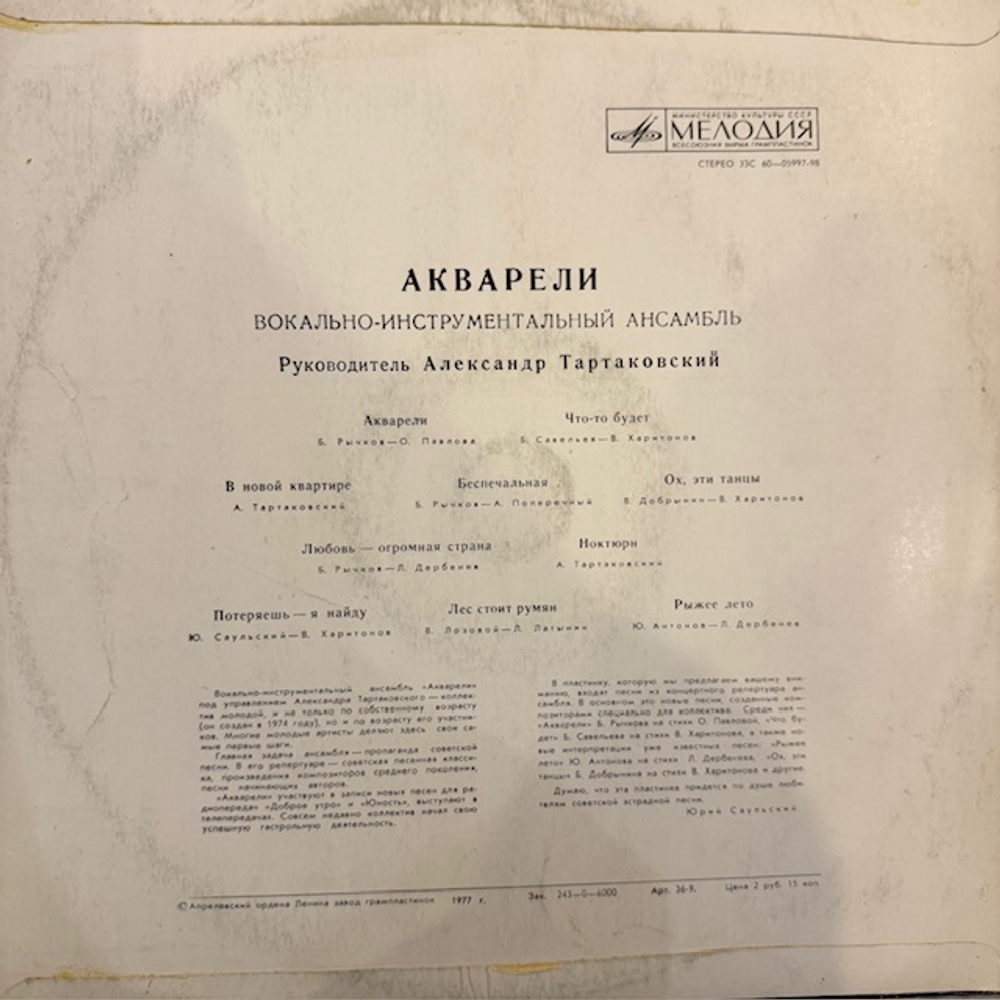 МИНИСТЕРСТВО КУЛЬТУРЫ СССР
МЕЛОДИЯ
ВСЕСОЮЗНАЯ ФИРМА ГРАМПЛАСТИНОК
СТЕРЕО 33С 60—05997-98
АКВАРЕЛИ
ВОКАЛЬНО-ИНСТРУМЕНТАЛЬНЫЙ АНСАМБЛЬ
Руководитель Александр Тартаковский
Акварели Что-то будет
Б. Рычков—О. Павлова Б. Савельев—В. Харитонов
В новой квартире Беспечальная Ох, эти танцы
А. Тартаковский Б. Рычков—А. Поперечный В. Добрынин—В. Харитонов
Любовь — огромная страна Ноктюрн
Б. Рычков—Л. Дербенев А. Тартаковский
Потеряешь — я найду Лес стоит румян Рыжее лето
Ю. Саульский—В. Харитонов В. Лозовой—Л. Латынин Ю. Антонов—Л. Дербенев
Вокально-инструментальный ансамбль «Акварели»
под управлением Александра Тартаковского — коллек-
тив молодой, и не только по собственному возрасту
(он создан в 1974 году), но и по возрасту его участни-
ков. Многие молодые артисты делают здесь свои са-
мые первые шаги.
Главная задача ансамбля — пропаганда советской
песни. В его репертуаре — советская песенная класси-
ка, произведения композиторов среднего поколения,
песни начинающих авторов.
«Акварели» участвуют в записи новых песен для ра-
диопередач «Доброе утро» и «Юность», выступают в
телепередачах. Совсем недавно коллектив начал свою
успешную гастрольную деятельность.
В пластинку, которую мы предлагаем вашему вни-
манию, входят песни из концертного репертуара ан-
самбля. В основном это новые песни, созданные ком-
позиторами специально для коллектива. Среди них —
«Акварели» Б. Рычкова на стихи О. Павловой, «Что-то бу-
дет» Б. Савельева на стихи В. Харитонова, а также но-
вые интерпретации уже известных песен: «Рыжее
лето» Ю. Антонова на стихи Л. Дербенева, «Ох, эти
танцы» Б. Добрынина на стихи В. Харитонова и другие.
Думаю, что эта пластинка придется по душе люби-
телям советской эстрадной песни.
Юрий Саульский
© Апрелевский ордена Ленина завод грампластинок 1977 г. Зак. 243—0—6000 Арт. 36-9. Цена 2 руб. 15 коп